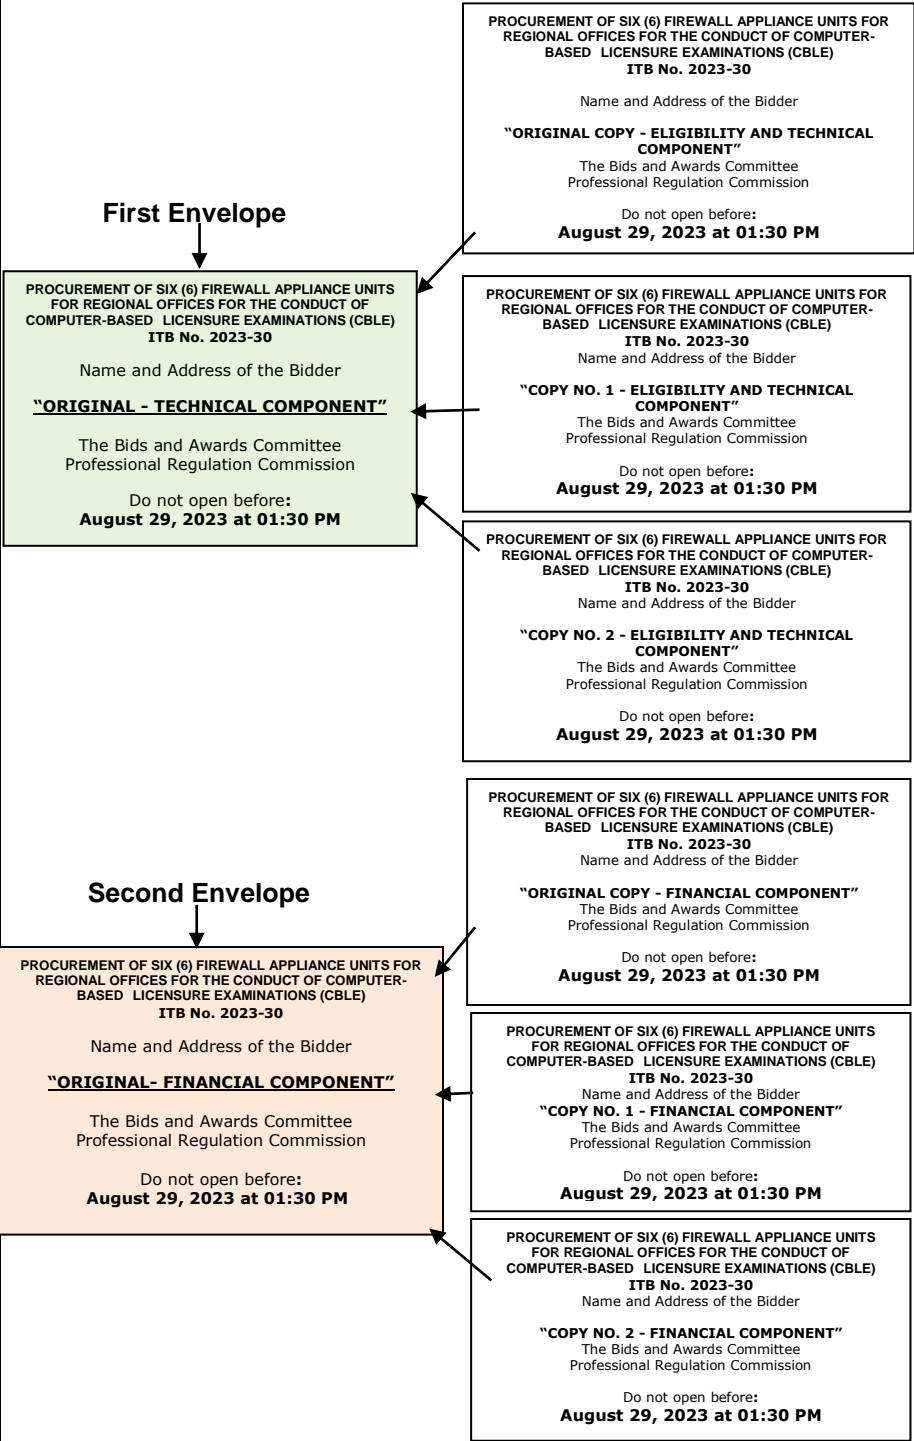 PROCUREMENT OF SIX (6) FIREWALL APPLIANCE UNITS FOR
REGIONAL OFFICES FOR THE CONDUCT OF COMPUTER-
BASED LICENSURE EXAMINATIONS (CBLE)
ITB No. 2023-30
Name and Address of the Bidder
“ORIGINAL COPY - ELIGIBILITY AND TECHNICAL
COMPONENT”
The Bids and Awards Committee
Professional Regulation Commission
Do not open before:
August 29, 2023 at 01:30 PM
First Envelope
PROCUREMENT OF SIX (6) FIREWALL APPLIANCE UNITS
FOR REGIONAL OFFICES FOR THE CONDUCT OF
COMPUTER-BASED LICENSURE EXAMINATIONS (CBLE)
ITB No. 2023-30
Name and Address of the Bidder
“ORIGINAL - TECHNICAL COMPONENT”
The Bids and Awards Committee
Professional Regulation Commission
Do not open before:
August 29, 2023 at 01:30 PM
PROCUREMENT OF SIX (6) FIREWALL APPLIANCE UNITS FOR
REGIONAL OFFICES FOR THE CONDUCT OF COMPUTER-
BASED LICENSURE EXAMINATIONS (CBLE)
ITB No. 2023-30
Name and Address of the Bidder
“COPY NO. 1 - ELIGIBILITY AND TECHNICAL
COMPONENT”
The Bids and Awards Committee
Professional Regulation Commission
Do not open before:
August 29, 2023 at 01:30 PM
PROCUREMENT OF SIX (6) FIREWALL APPLIANCE UNITS FOR
REGIONAL OFFICES FOR THE CONDUCT OF COMPUTER-
BASED LICENSURE EXAMINATIONS (CBLE)
ITB No. 2023-30
Name and Address of the Bidder
“COPY NO. 2 - ELIGIBILITY AND TECHNICAL
COMPONENT”
The Bids and Awards Committee
Professional Regulation Commission
Do not open before:
August 29, 2023 at 01:30 PM
PROCUREMENT OF SIX (6) FIREWALL APPLIANCE UNITS FOR
REGIONAL OFFICES FOR THE CONDUCT OF COMPUTER-
BASED LICENSURE EXAMINATIONS (CBLE)
ITB No. 2023-30
Name and Address of the Bidder
“ORIGINAL COPY - FINANCIAL COMPONENT”
The Bids and Awards Committee
Professional Regulation Commission
Do not open before:
August 29, 2023 at 01:30 PM
Second Envelope
PROCUREMENT OF SIX (6) FIREWALL APPLIANCE UNITS FOR
REGIONAL OFFICES FOR THE CONDUCT OF COMPUTER-
BASED LICENSURE EXAMINATIONS (CBLE)
ITB No. 2023-30
Name and Address of the Bidder
“ORIGINAL- FINANCIAL COMPONENT”
The Bids and Awards Committee
Professional Regulation Commission
Do not open before:
August 29, 2023 at 01:30 PM
PROCUREMENT OF SIX (6) FIREWALL APPLIANCE UNITS
FOR REGIONAL OFFICES FOR THE CONDUCT OF
COMPUTER-BASED LICENSURE EXAMINATIONS (CBLE)
ITB No. 2023-30
Name and Address of the Bidder
“COPY NO. 1 - FINANCIAL COMPONENT”
The Bids and Awards Committee
Professional Regulation Commission
Do not open before:
August 29, 2023 at 01:30 PM
PROCUREMENT OF SIX (6) FIREWALL APPLIANCE UNITS
FOR REGIONAL OFFICES FOR THE CONDUCT OF
COMPUTER-BASED LICENSURE EXAMINATIONS (CBLE)
ITB No. 2023-30
Name and Address of the Bidder
“COPY NO. 2 - FINANCIAL COMPONENT”
The Bids and Awards Committee
Professional Regulation Commission
Do not open before:
August 29, 2023 at 01:30 PM